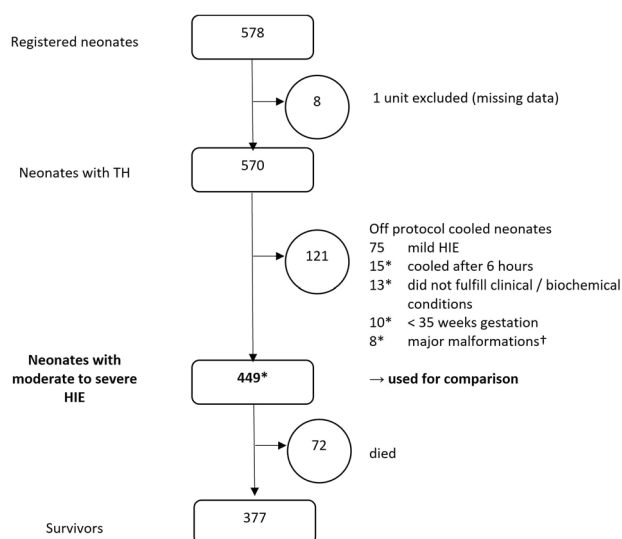 578
Registered neonates
8
1 unit excluded (missing data)
570
Neonates with TH
Off protocol cooled neonates
121
75 mild HIE
15* cooled after 6 hours
13* did not fulfill clinical / biochemical
conditions
10* < 35 weeks gestation
8* major malformations†
Neonates with
moderate to severe
HIE
449*
→ used for comparison
72
died
377
Survivors